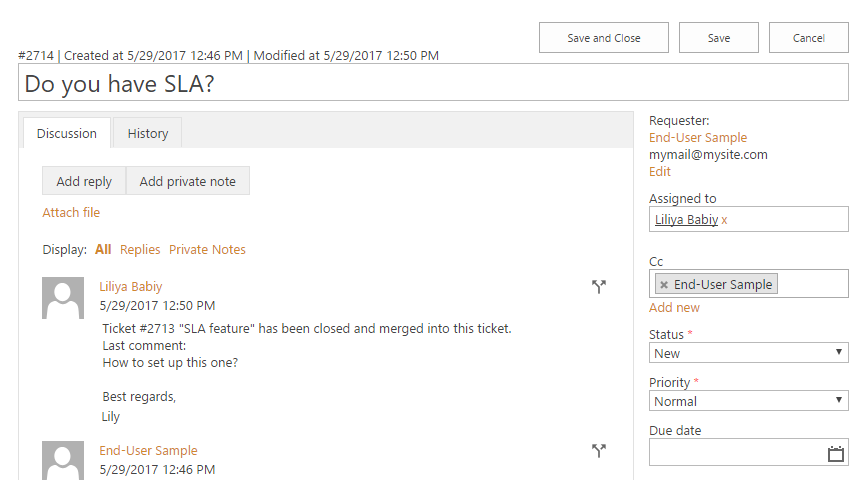 Save and Close
Save
Cancel
#2714 | Created at 5/29/2017 12:46 PM | Modified at 5/29/2017 12:50 PM
Do you have SLA?
Discussion
History
Add reply
Add private note
Attach file
Display: All Replies Private Notes
Liliya Babiy
5/29/2017 12:50 PM
Ticket #2713 "SLA feature" has been closed and merged into this ticket.
Last comment:
How to set up this one?
Best regards,
Lily
End-User Sample
5/29/2017 12:46 PM
Requester:
End-User Sample
mymail@mysite.com
Edit
Assigned to
Liliya Babiy x
Cc
× End-User Sample
Add new
Status *
New
Priority *
Normal
Due date